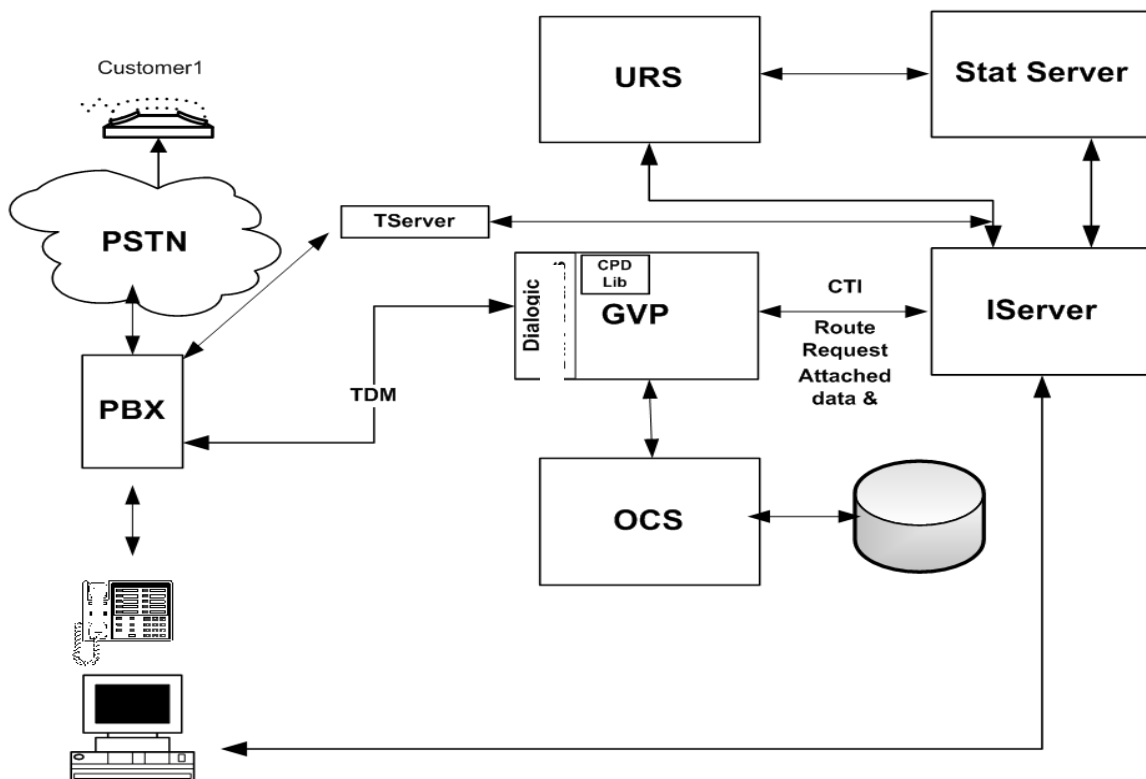 Customer1
URS
Stat Server
PSTN
TServer
Dialogic
CPD
Lib
GVP
CTI
Route
Request
Attached
data &
IServer
TDM
PBX
OCS